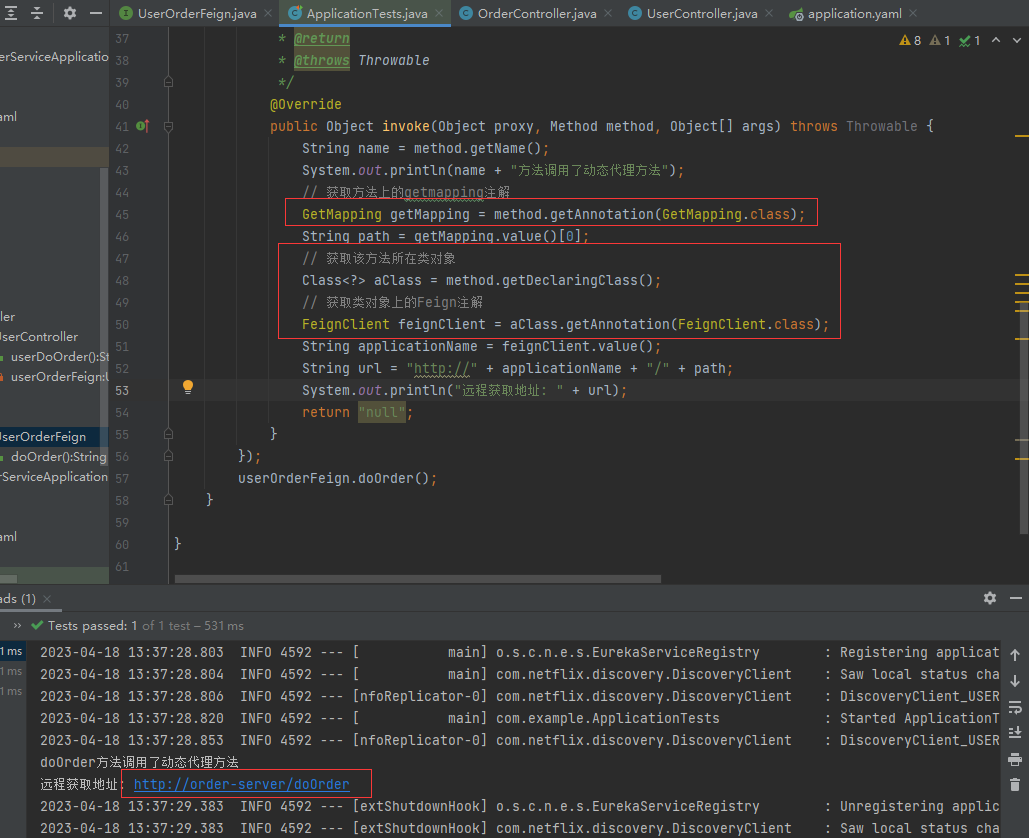 UserOrderFeign.java ApplicationTests.java OrderController.java UserController.java application.yaml
erServiceApplicatio
aml
ler
UserController
userDoOrder():St
userOrderFeign:U
UserOrderFeign
doOrder():String
rServiceApplication
aml
8 1 1
37 * @return
38 * @throws Throwable
39 */
40 @Override
41 public Object invoke(Object proxy, Method method, Object[] args) throws Throwable {
42 String name = method.getName();
43 System.out.println(name + "方法调用了动态代理方法");
44 // 获取方法上的getmapping注解
45 GetMapping getMapping = method.getAnnotation(GetMapping.class);
46 String path = getMapping.value()[0];
47 // 获取该方法所在类对象
48 Class<?> aClass = method.getDeclaringClass();
49 // 获取类对象上的Feign注解
50 FeignClient feignClient = aClass.getAnnotation(FeignClient.class);
51 String applicationName = feignClient.value();
52 String url = "http://" + applicationName + "/" + path;
53 System.out.println("远程获取地址: " + url);
54 return "null";
55 }
56 });
57 userOrderFeign.doOrder();
58 }
59
60 }
61
ads (1)
Tests passed: 1 of 1 test – 531 ms
1 ms
1 ms
1 ms
2023-04-18 13:37:28.803 INFO 4592 --- [ main] o.s.c.n.e.s.EurekaServiceRegistry : Registering applicat
2023-04-18 13:37:28.804 INFO 4592 --- [ main] com.netflix.discovery.DiscoveryClient : Saw local status cha
2023-04-18 13:37:28.806 INFO 4592 --- [nfoReplicator-0] com.netflix.discovery.DiscoveryClient : DiscoveryClient_USER
2023-04-18 13:37:28.820 INFO 4592 --- [ main] com.example.ApplicationTests : Started ApplicationT
2023-04-18 13:37:28.853 INFO 4592 --- [nfoReplicator-0] com.netflix.discovery.DiscoveryClient : DiscoveryClient_USER
doOrder方法调用了动态代理方法
远程获取地址: http://order-server/doOrder
2023-04-18 13:37:29.383 INFO 4592 --- [extShutdownHook] o.s.c.n.e.s.EurekaServiceRegistry : Unregistering applic
2023-04-18 13:37:29.383 INFO 4592 --- [extShutdownHook] com.netflix.discovery.DiscoveryClient : Saw local status cha